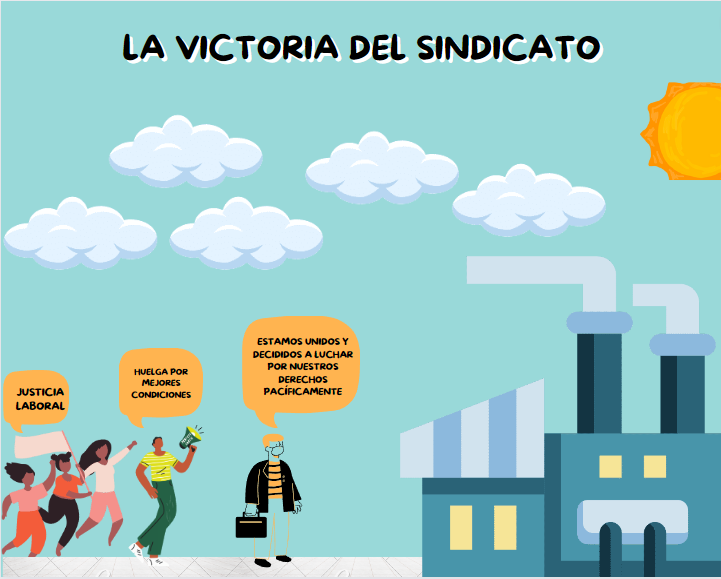 LA VICTORIA DEL SINDICATO
JUSTICIA
LABORAL
HUELGA POR
MEJORES
CONDICIONES
ESTAMOS UNIDOS Y
DECIDIDOS A LUCHAR
POR NUESTROS
DERECHOS
PACÍFICAMENTE